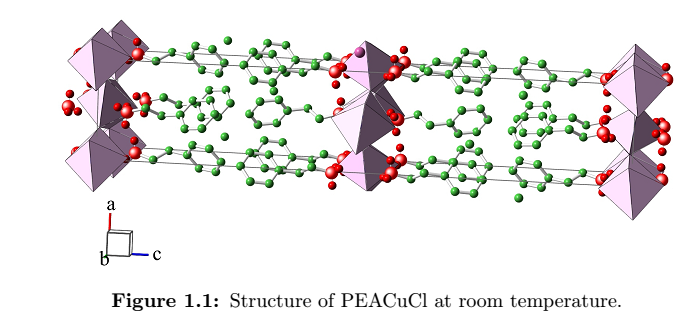 a
b
c
Figure 1.1: Structure of PEACuCl at room temperature.